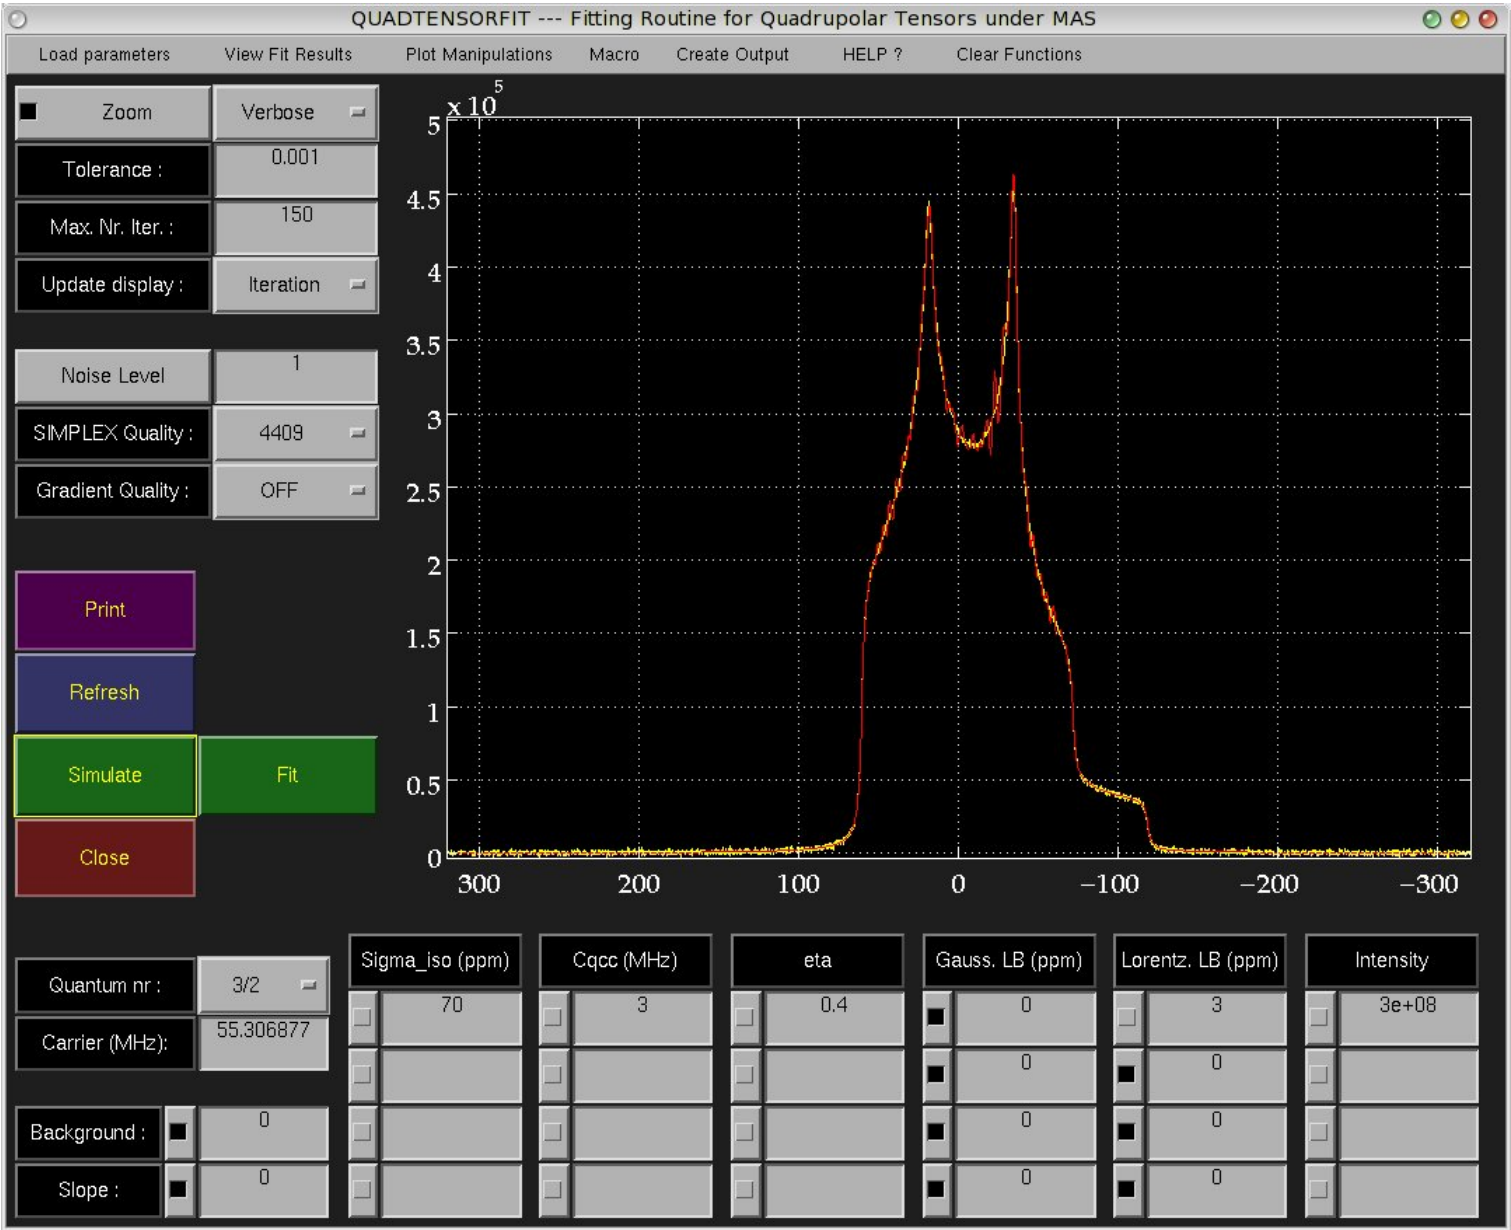 QUADTENSORFIT --- Fitting Routine for Quadrupolar Tensors under MAS
Load parameters View Fit Results Plot Manipulations Macro Create Output HELP ? Clear Functions
Zoom Verbose
Tolerance : 0.001
Max. Nr. Iter. : 150
Update display : Iteration
Noise Level 1
SIMPLEX Quality : 4409
Gradient Quality : OFF
Print
Refresh
Simulate Fit
Close
x 10^5
5
4.5
4
3.5
3
2.5
2
1.5
1
0.5
0
300 200 100 0 −100 −200 −300
Quantum nr : 3/2
Carrier (MHz): 55.306877
Background : 0
Slope : 0
Sigma_iso (ppm) Cqcc (MHz) eta Gauss. LB (ppm) Lorentz. LB (ppm) Intensity
70 3 0.4 0 3 3e+08
0 0
0 0
0 0